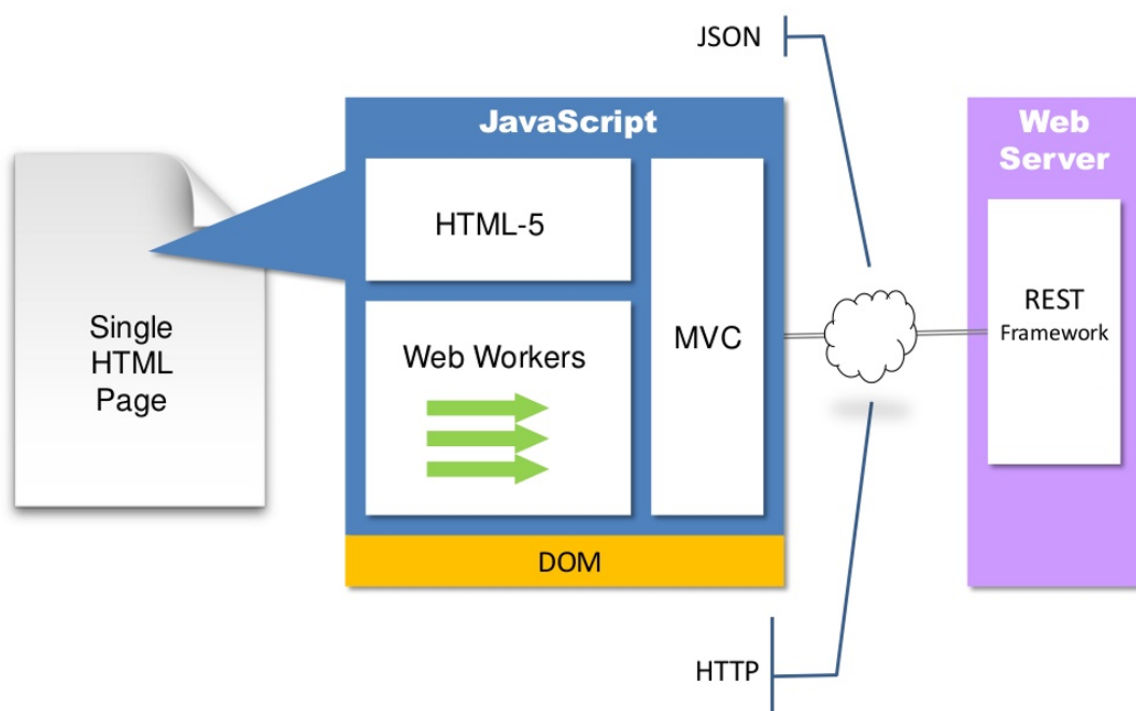 JSON
JavaScript
Web
Server
HTML-5
Single
HTML
Page
Web Workers
MVC
REST
Framework
DOM
HTTP